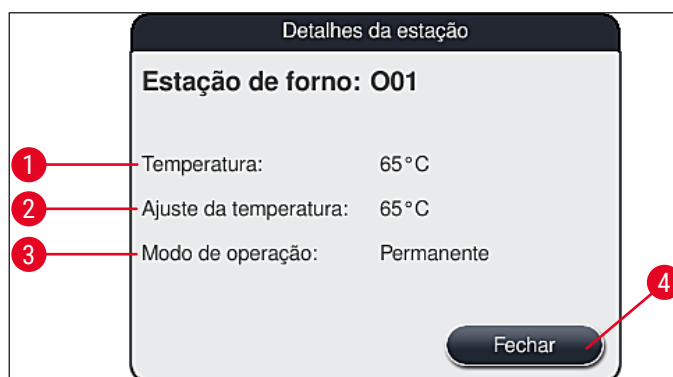 Detalhes da estação
Estação de forno: O01
1 Temperatura: 65°C
2 Ajuste da temperatura: 65°C
3 Modo de operação: Permanente
4
Fechar